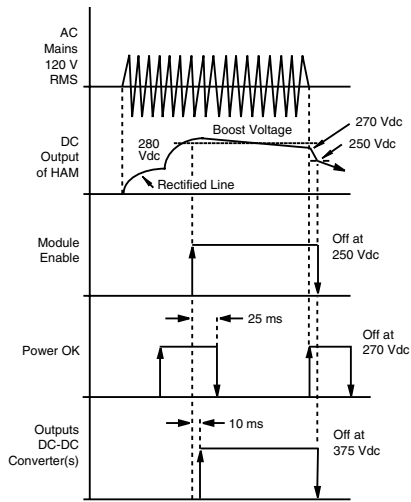 AC
Mains
120 V
RMS
Boost Voltage
270 Vdc
250 Vdc
DC
Output
of HAM
280
Vdc
Rectified Line
Module
Enable
Off at
250 Vdc
25 ms
Power OK
Off at
270 Vdc
Outputs
DC-DC
Converter(s)
10 ms
Off at
375 Vdc